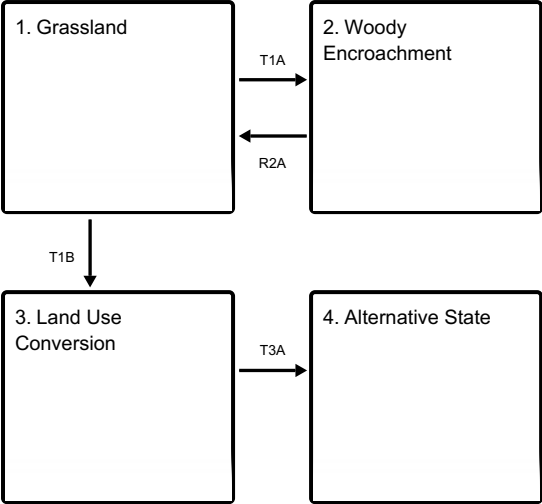 1. Grassland
2. Woody
Encroachment
T1A
R2A
T1B
3. Land Use
Conversion
4. Alternative State
T3A